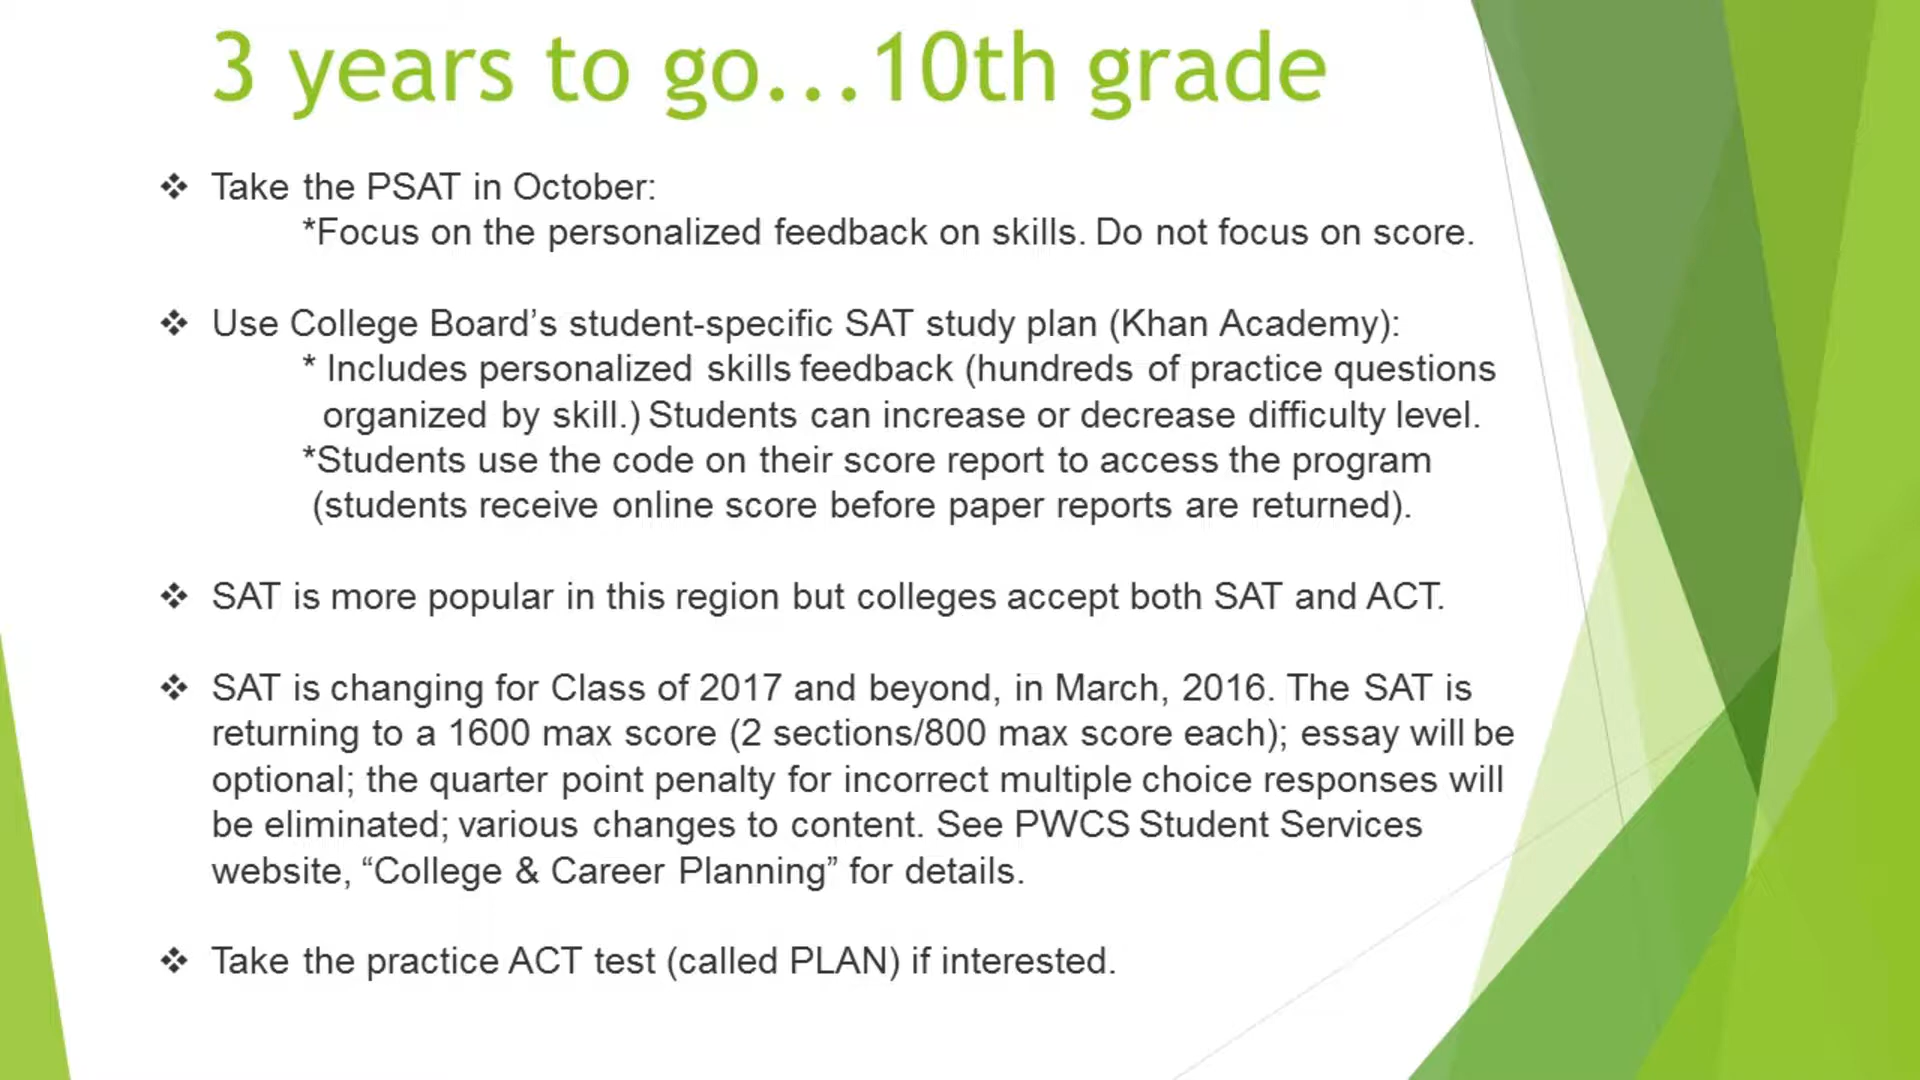 3 years to go...10th grade
❖ Take the PSAT in October:
*Focus on the personalized feedback on skills. Do not focus on score.
❖ Use College Board’s student-specific SAT study plan (Khan Academy):
* Includes personalized skills feedback (hundreds of practice questions
organized by skill.) Students can increase or decrease difficulty level.
*Students use the code on their score report to access the program
(students receive online score before paper reports are returned).
❖ SAT is more popular in this region but colleges accept both SAT and ACT.
❖ SAT is changing for Class of 2017 and beyond, in March, 2016. The SAT is
returning to a 1600 max score (2 sections/800 max score each); essay will be
optional; the quarter point penalty for incorrect multiple choice responses will
be eliminated; various changes to content. See PWCS Student Services
website, “College & Career Planning” for details.
❖ Take the practice ACT test (called PLAN) if interested.